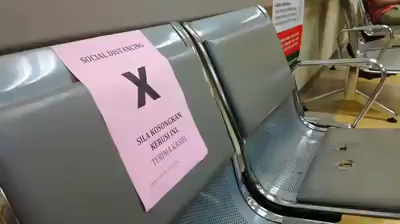 SOCIAL DISTANCING
X
SILA KOSONGKAN
KERUSI INI.
TERIMA KASIH.